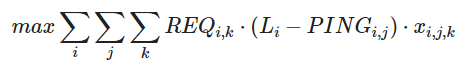 max ∑_i ∑_j ∑_k REQ_{i,k} · (L_i − PING_{i,j}) · x_{i,j,k}